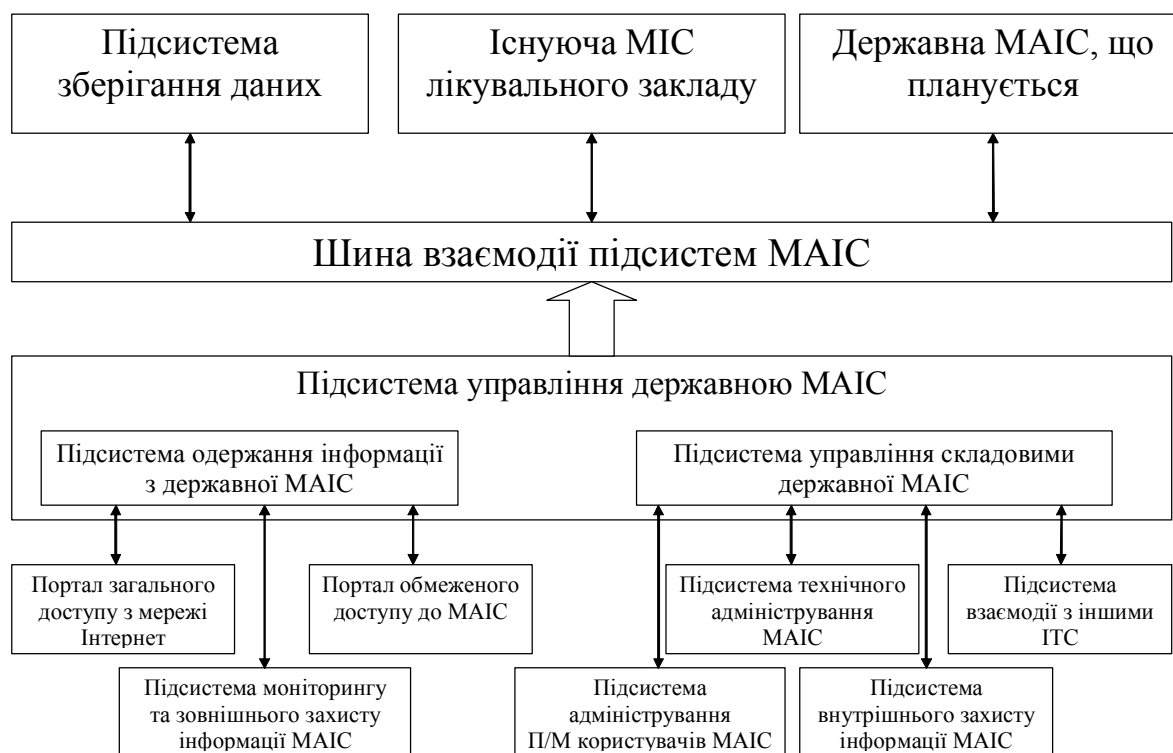 Підсистема
зберігання даних
Існуюча МІС
лікувального закладу
Державна МАІС, що
планується
Шина взаємодії підсистем МАІС
Підсистема управління державною МАІС
Підсистема одержання інформації
з державної МАІС
Підсистема управління складовими
державної МАІС
Портал загального
доступу з мережі
Інтернет
Портал обмеженого
доступу до МАІС
Підсистема технічного
адміністрування
МАІС
Підсистема
взаємодії з іншими
ІТС
Підсистема моніторингу
та зовнішнього захисту
інформації МАІС
Підсистема
адміністрування
П/М користувачів МАІС
Підсистема
внутрішнього захисту
інформації МАІС